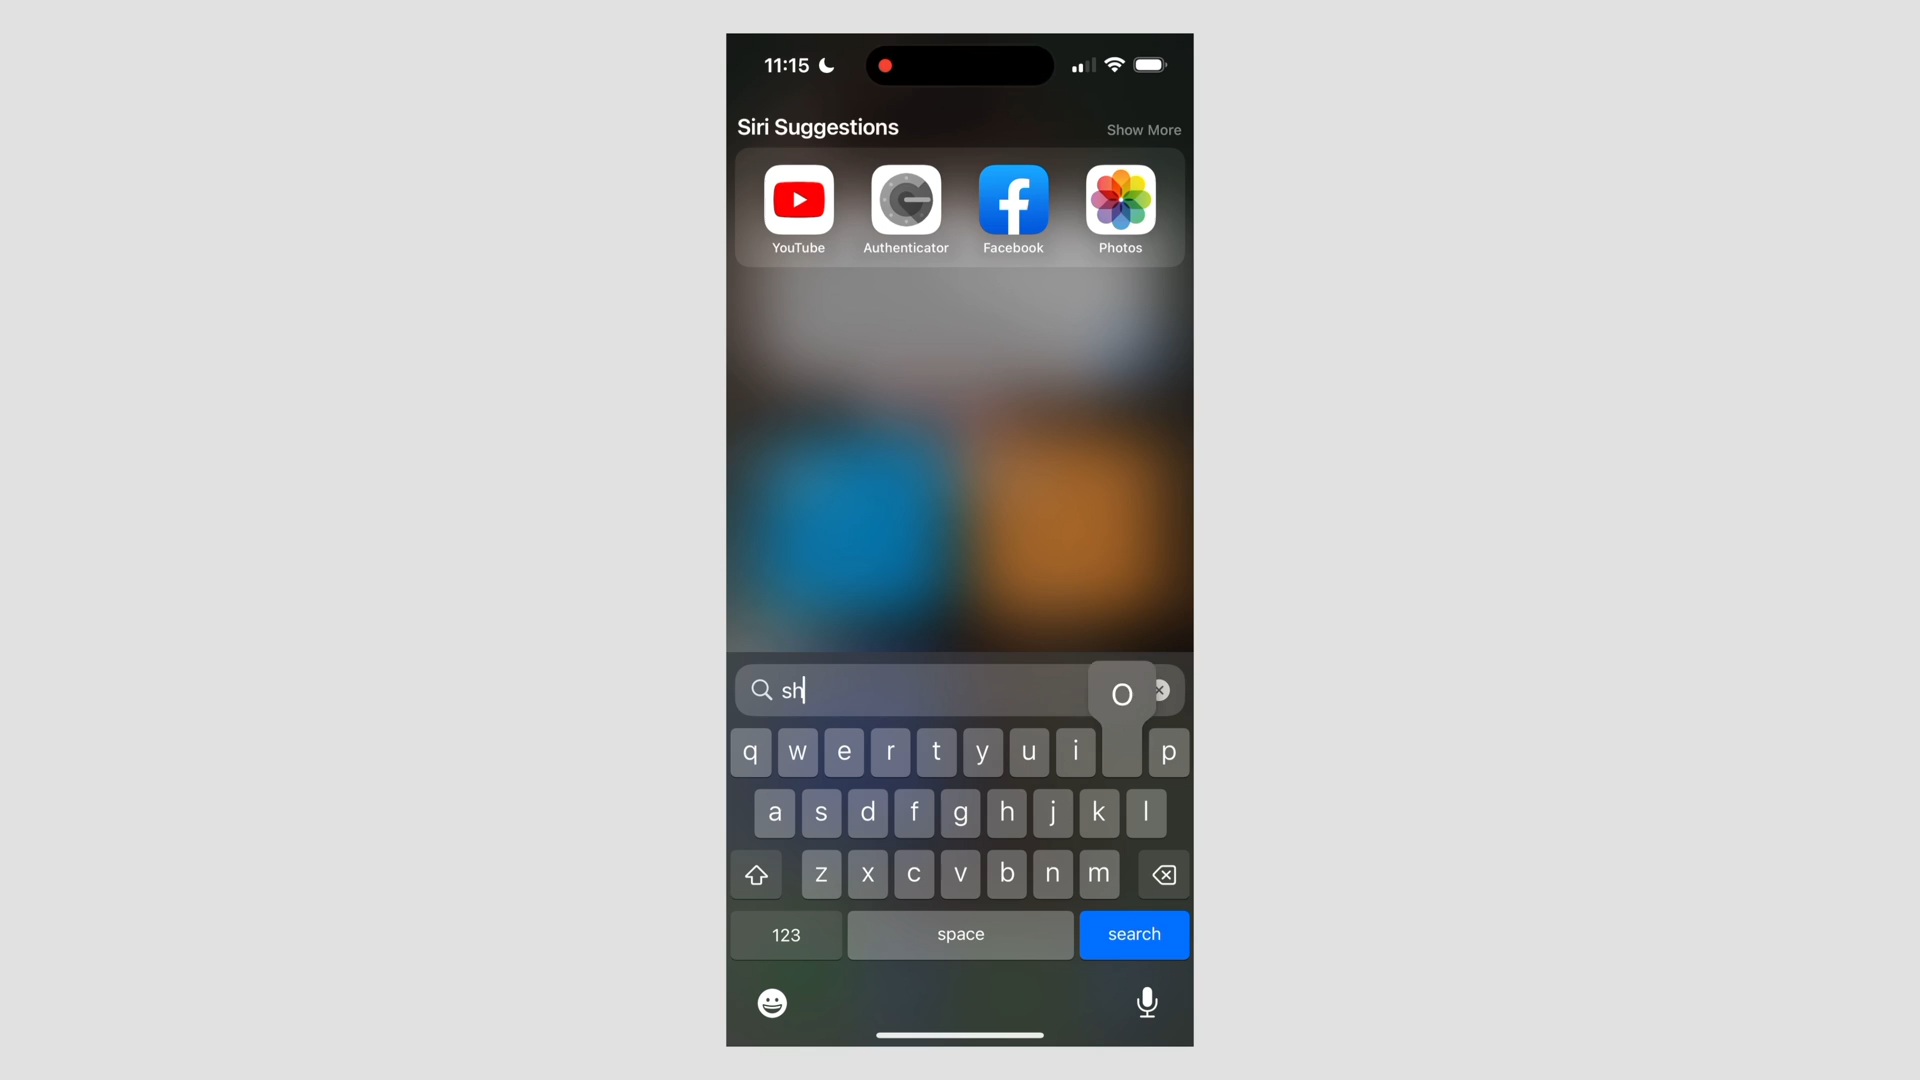 11:15
Siri Suggestions
Show More
YouTube
Authenticator
Facebook
Photos
sh
o
q w e r t y u i p
a s d f g h j k l
z x c v b n m
123
space
search